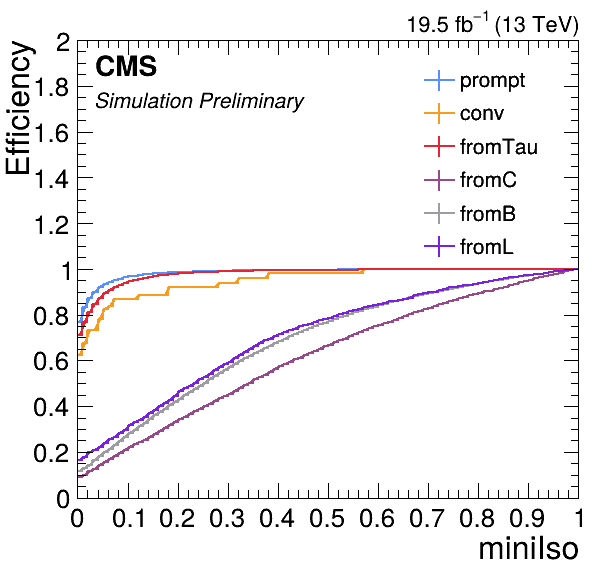 19.5 fb⁻¹ (13 TeV)
CMS
Simulation Preliminary
Efficiency
prompt
conv
fromTau
fromC
fromB
fromL
2
1.8
1.6
1.4
1.2
1
0.8
0.6
0.4
0.2
0
0 0.1 0.2 0.3 0.4 0.5 0.6 0.7 0.8 0.9 1
miniIso